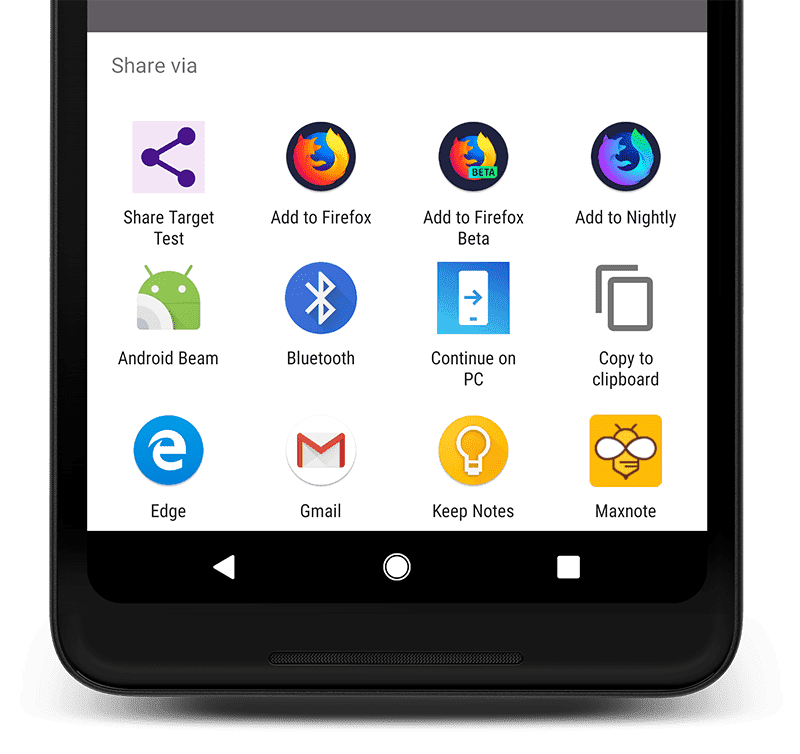 Share via
Share Target
Test
Add to Firefox
Add to Firefox
Beta
BETA
Add to Nightly
Android Beam
Bluetooth
Continue on
PC
Copy to
clipboard
Edge
Gmail
Keep Notes
Maxnote